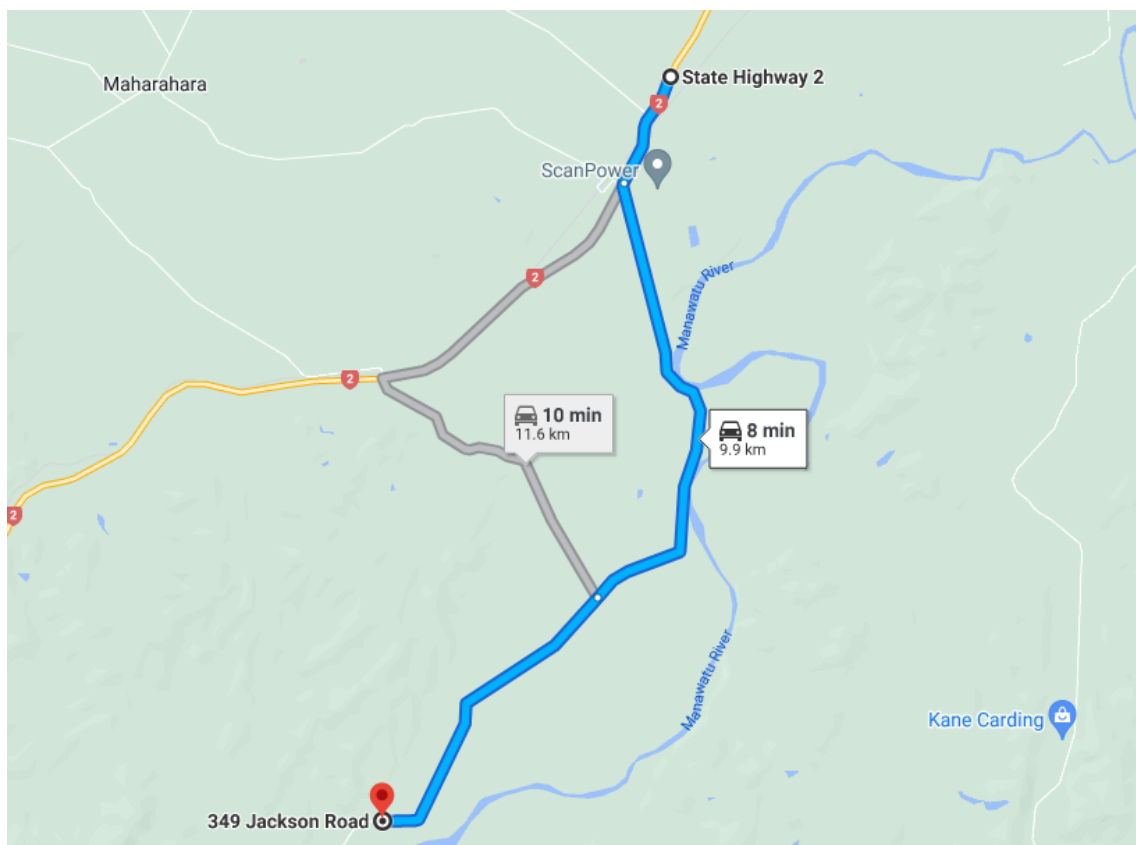 State Highway 2
Maharahara
2
ScanPower
Manawatu River
2
2
10 min
11.6 km
8 min
9.9 km
2
Manawatu River
Kane Carding
349 Jackson Road